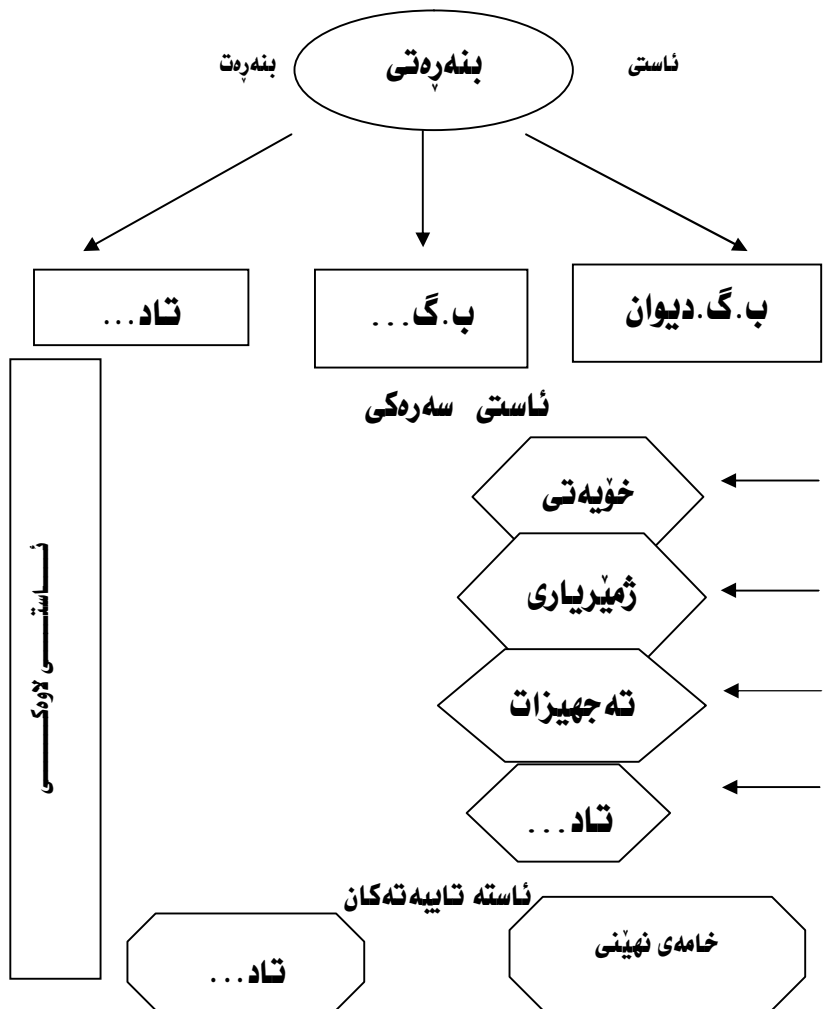 ئاستی بنەڕەتی بنەڕەت
ب.گ.دیوان ب.گ... تاد...
ئاستی سەرەکی
خۆیەتی
ژمێریاری
تەجهیزات
تاد...
ئاستی لاوەکی
ئاستە تایبەتەکان
خامەی نهێنی تاد...